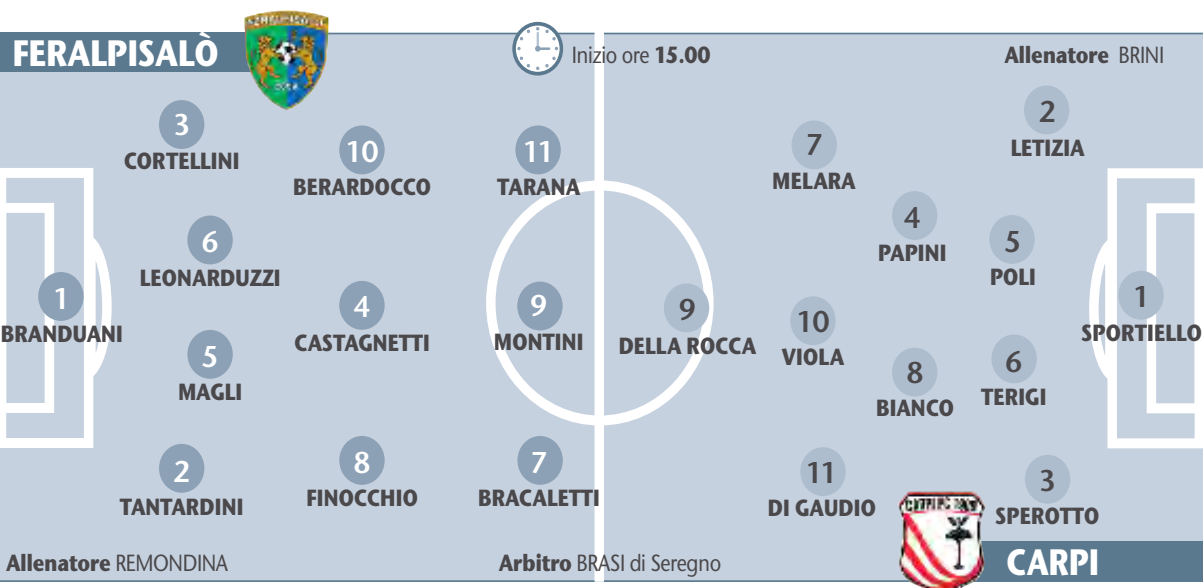 FERALPISALÒ
Inizio ore 15.00
Allenatore BRINI
3
CORTELLINI
10
BERARDOCCO
11
TARANA
6
LEONARDUZZI
1
BRANDUANI
4
CASTAGNETTI
9
MONTINI
5
MAGLI
2
TANTARDINI
8
FINOCCHIO
7
BRACALETTI
2
LETIZIA
7
MELARA
4
PAPINI
5
POLI
9
DELLA ROCCA
10
VIOLA
1
SPORTIELLO
8
BIANCO
6
TERIGI
11
DI GAUDIO
3
SPEROTTO
Allenatore REMONDINA
Arbitro BRASI di Seregno
CARPI